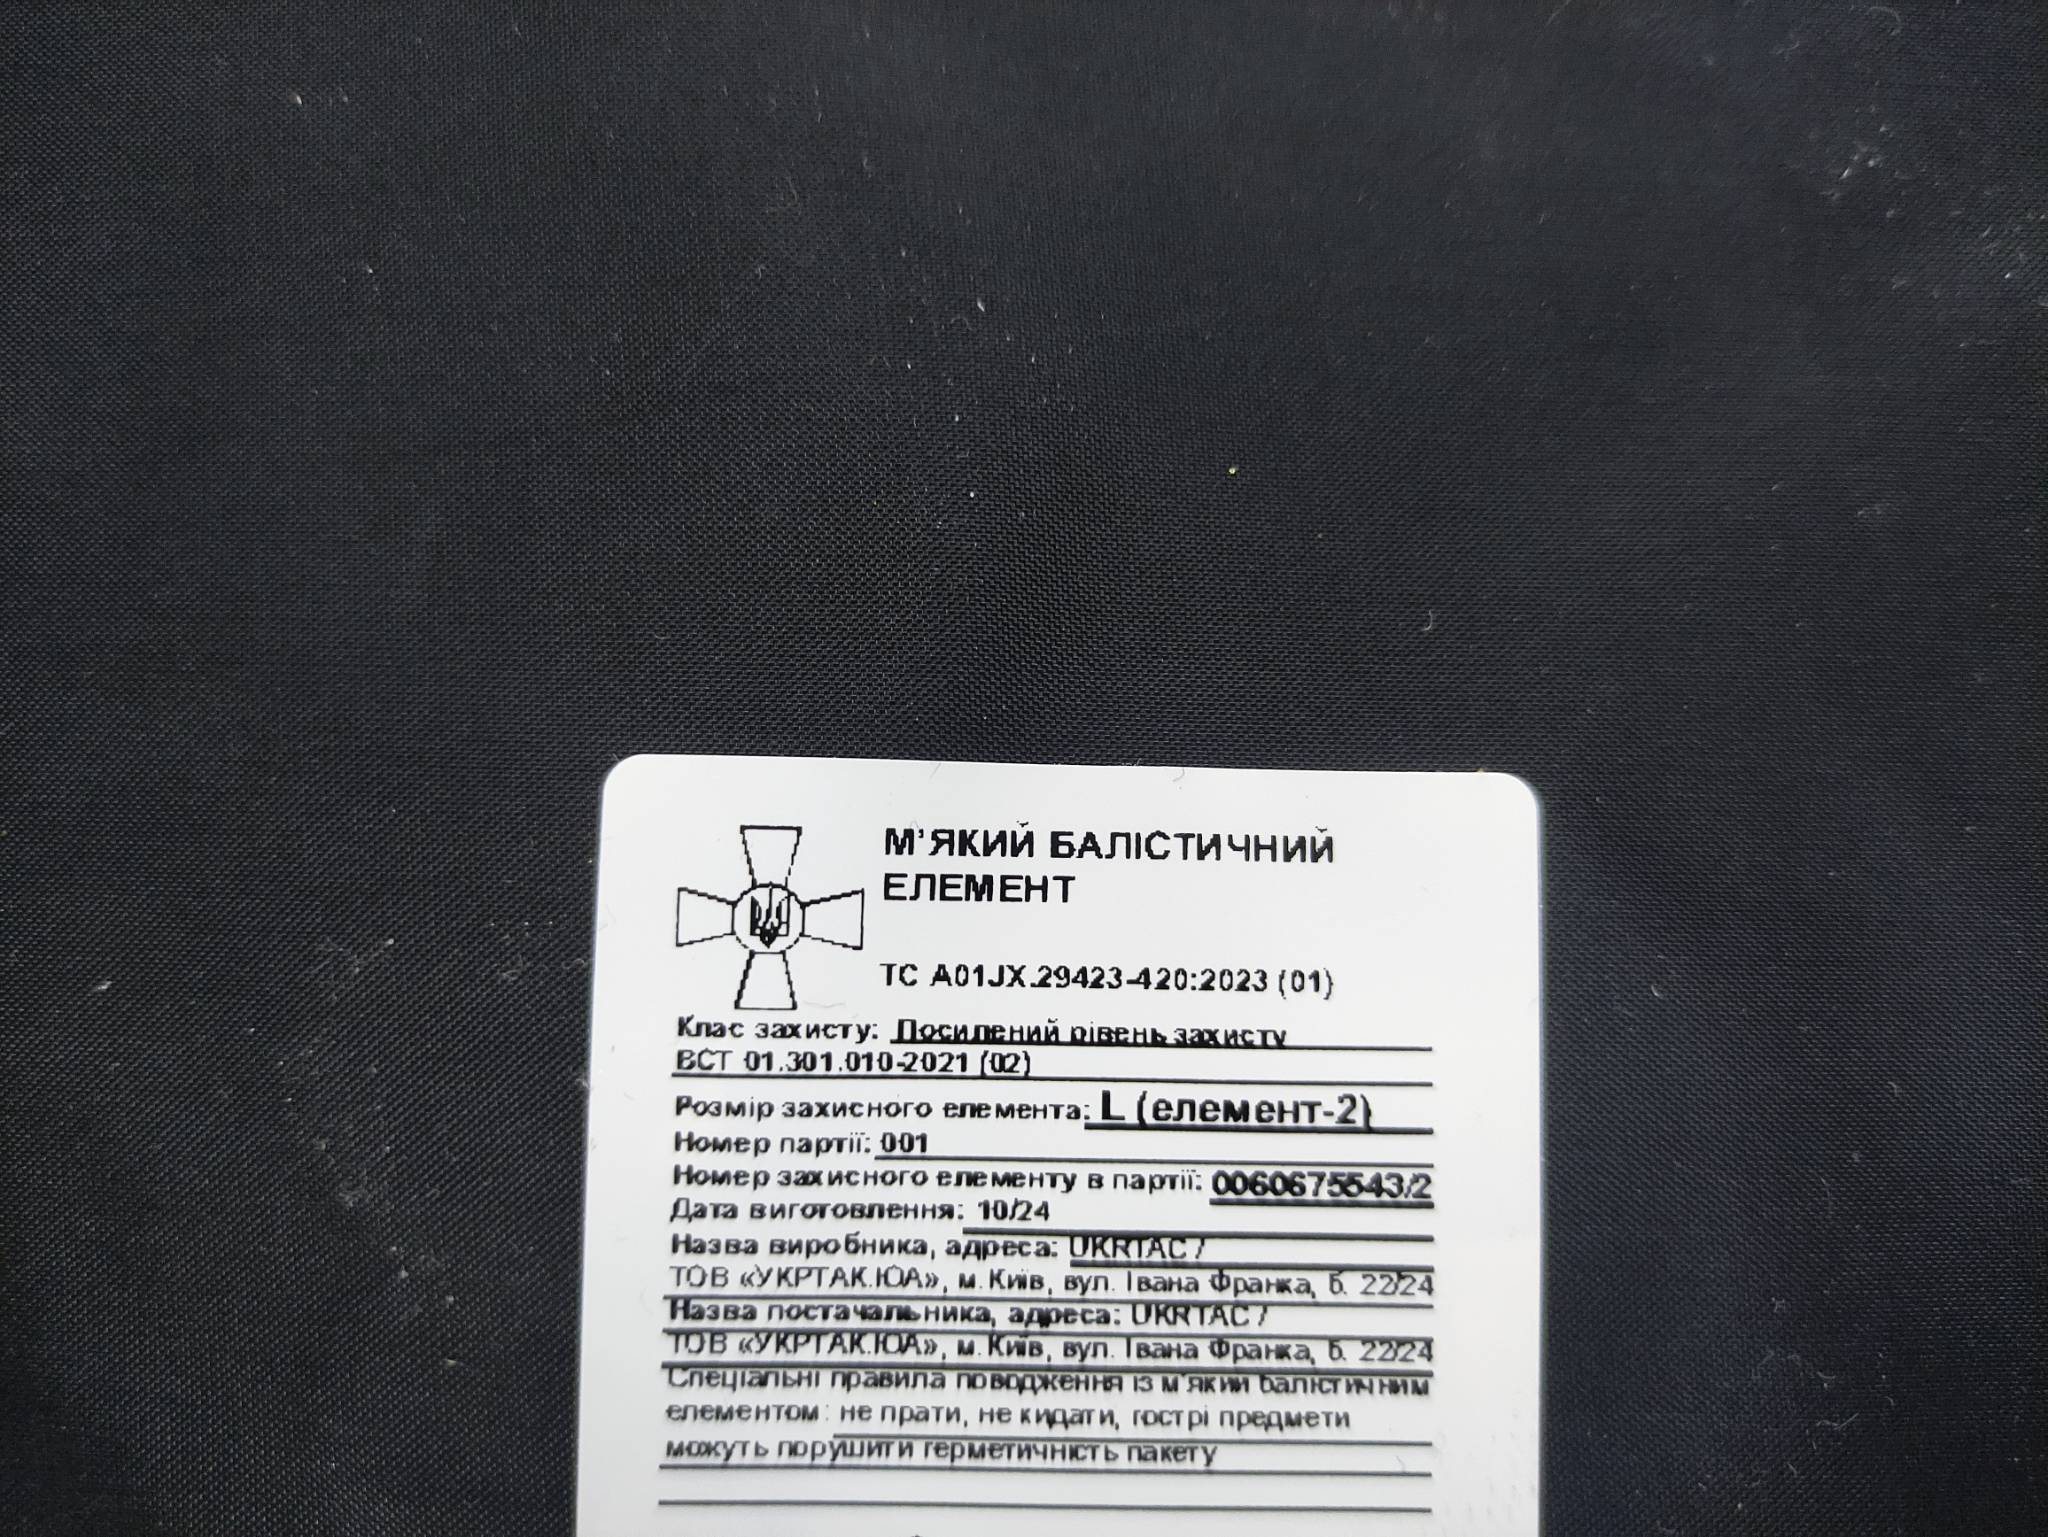 М'ЯКИЙ БАЛІСТИЧНИЙ
ЕЛЕМЕНТ
ТС А01JX.29423-420:2023 (01)
Клас захисту: Посилений рівень захисту
ВСТ 01.301.010-2021 (02)
Розмір захисного елемента: L (елемент-2)
Номер партії: 001
Номер захисного елементу в партії: 0060675543/2
Дата виготовлення: 10/24
Назва виробника, адреса: UKRTAC /
ТОВ «УКРТАК.ЮА», м. Київ, вул. Івана Франка, б. 22/24
Назва постачальника, адреса: UKRTAC /
ТОВ «УКРТАК.ЮА», м. Київ, вул. Івана Франка, б. 22/24
Спеціальні правила поводження із м'яким балістичним
елементом: не прати, не кидати, гострі предмети
можуть порушити герметичність пакету